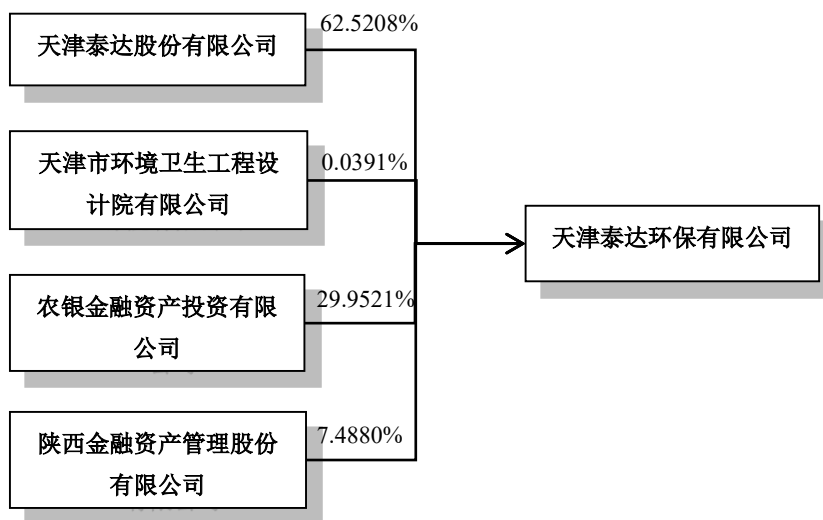 62.5208%
天津泰达股份有限公司
天津市环境卫生工程设
计院有限公司
0.0391%
天津泰达环保有限公司
农银金融资产投资有限
公司
29.9521%
陕西金融资产管理股份
有限公司
7.4880%